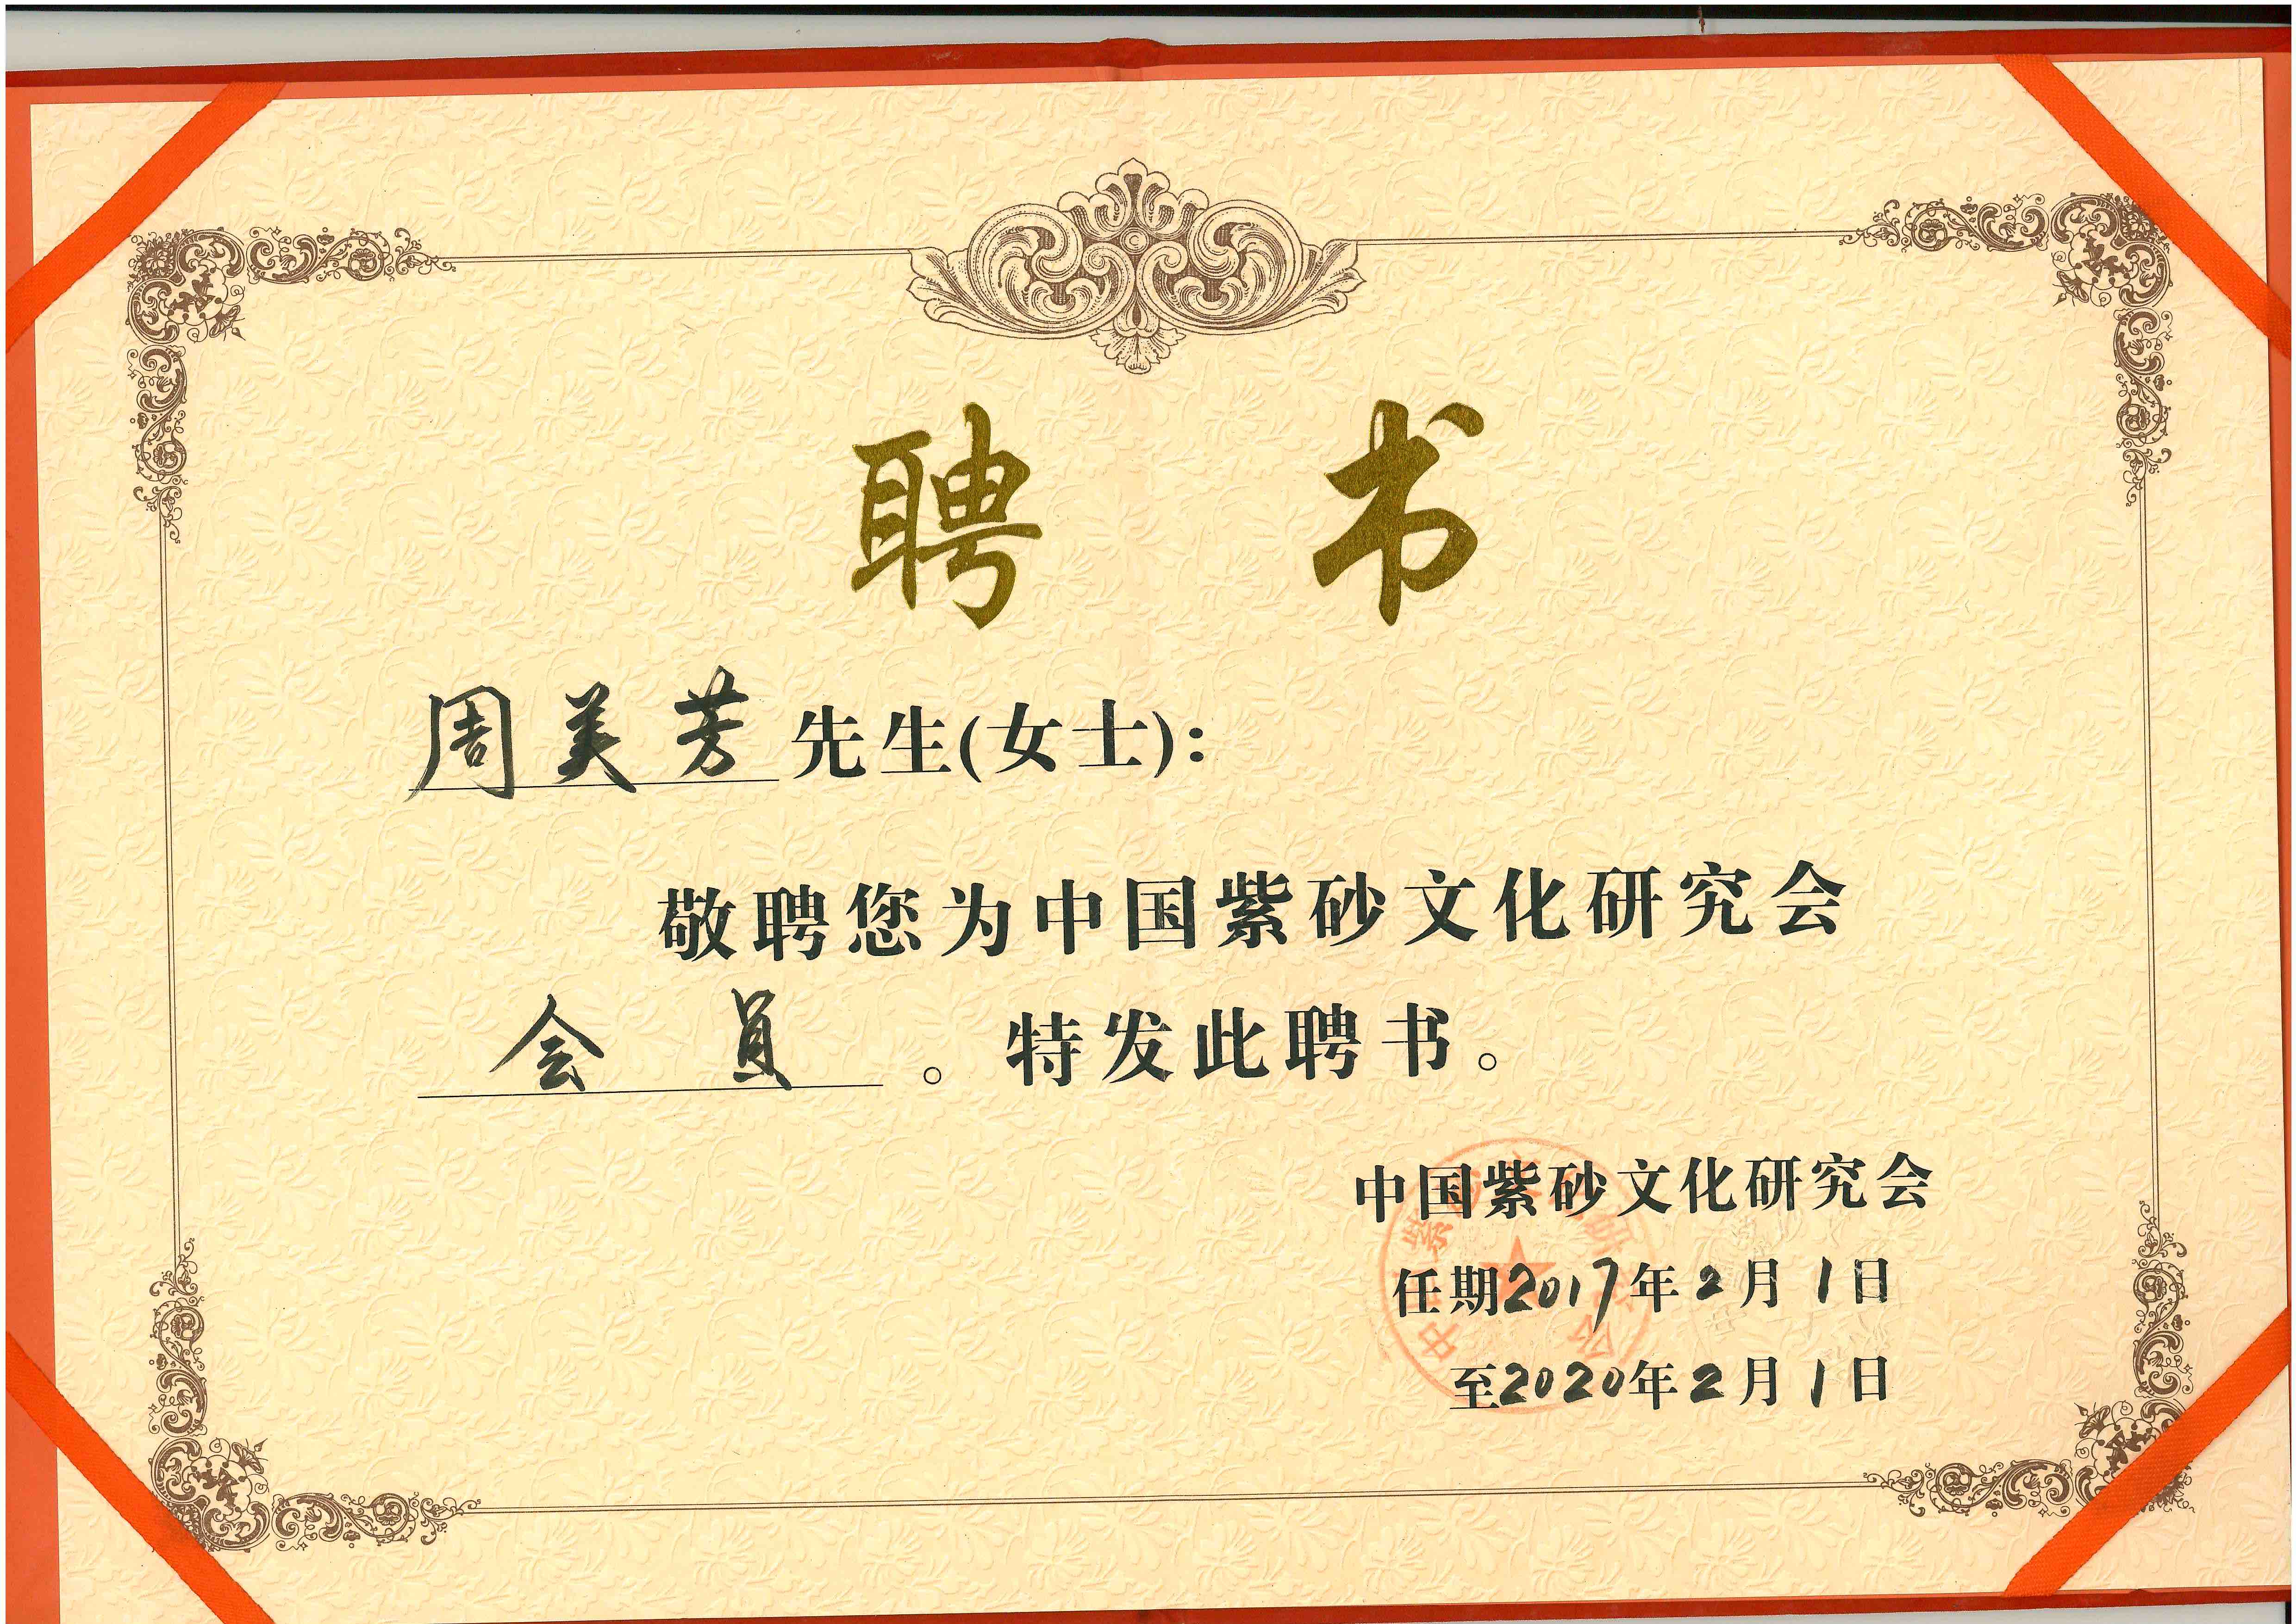 聘书
周美芳先生(女士)：
敬聘您为中国紫砂文化研究会
会员。特发此聘书。
中国紫砂文化研究会
任期2017年2月1日
至2020年2月1日